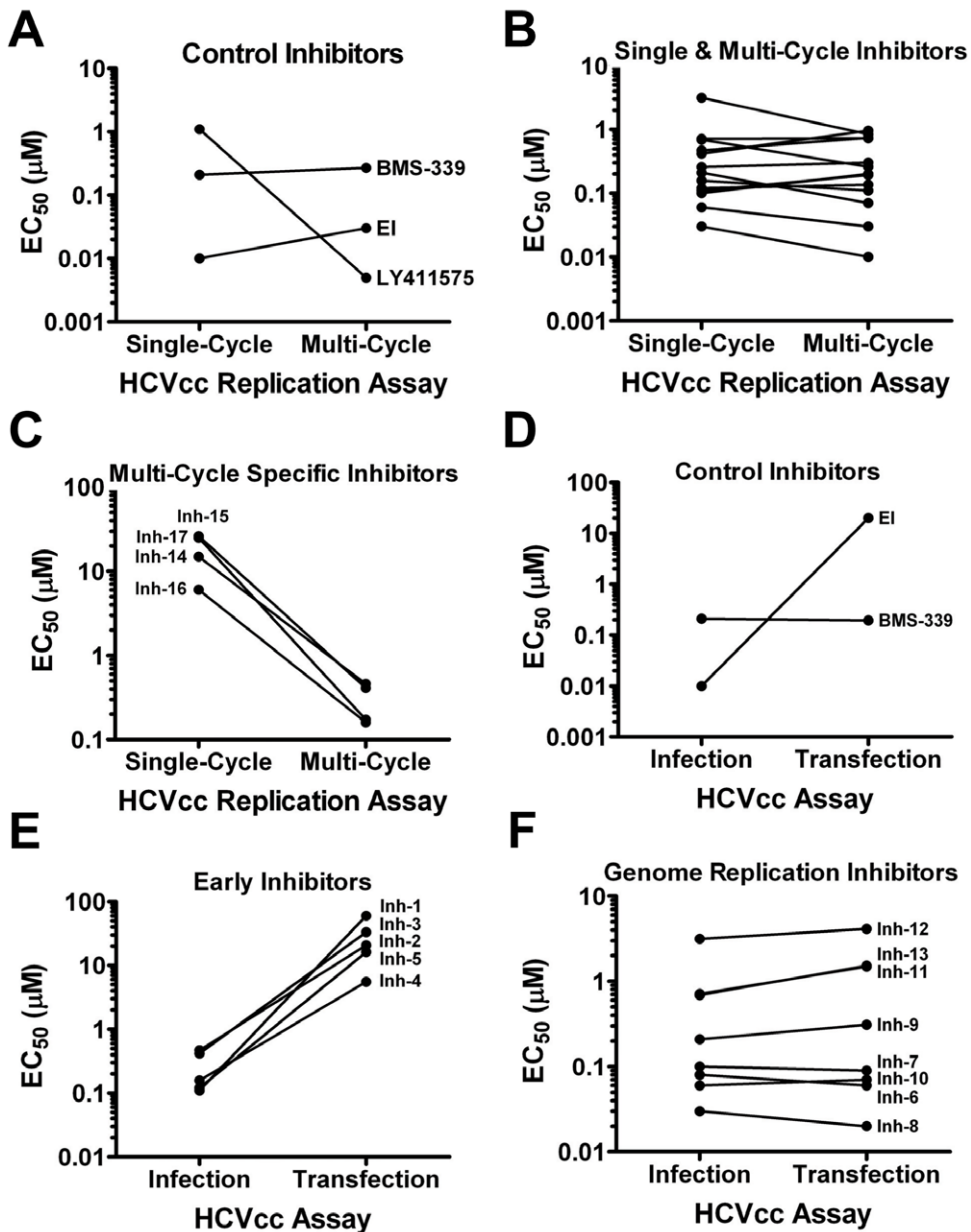 A
Control Inhibitors
10
1
0.1
0.01
0.001
EC50 (μM)
BMS-339
EI
LY411575
Single-Cycle Multi-Cycle
HCVcc Replication Assay
B
Single & Multi-Cycle Inhibitors
10
1
0.1
0.01
0.001
EC50 (μM)
Single-Cycle Multi-Cycle
HCVcc Replication Assay
C
Multi-Cycle Specific Inhibitors
100
10
1
0.1
EC50 (μM)
Inh-15
Inh-17
Inh-14
Inh-16
Single-Cycle Multi-Cycle
HCVcc Replication Assay
D
Control Inhibitors
100
10
1
0.1
0.01
0.001
EC50 (μM)
EI
BMS-339
Infection Transfection
HCVcc Assay
E
Early Inhibitors
100
10
1
0.1
0.01
EC50 (μM)
Inh-1
Inh-3
Inh-2
Inh-5
Inh-4
Infection Transfection
HCVcc Assay
F
Genome Replication Inhibitors
10
1
0.1
0.01
EC50 (μM)
Inh-12
Inh-13
Inh-11
Inh-9
Inh-7
Inh-10
Inh-6
Inh-8
Infection Transfection
HCVcc Assay